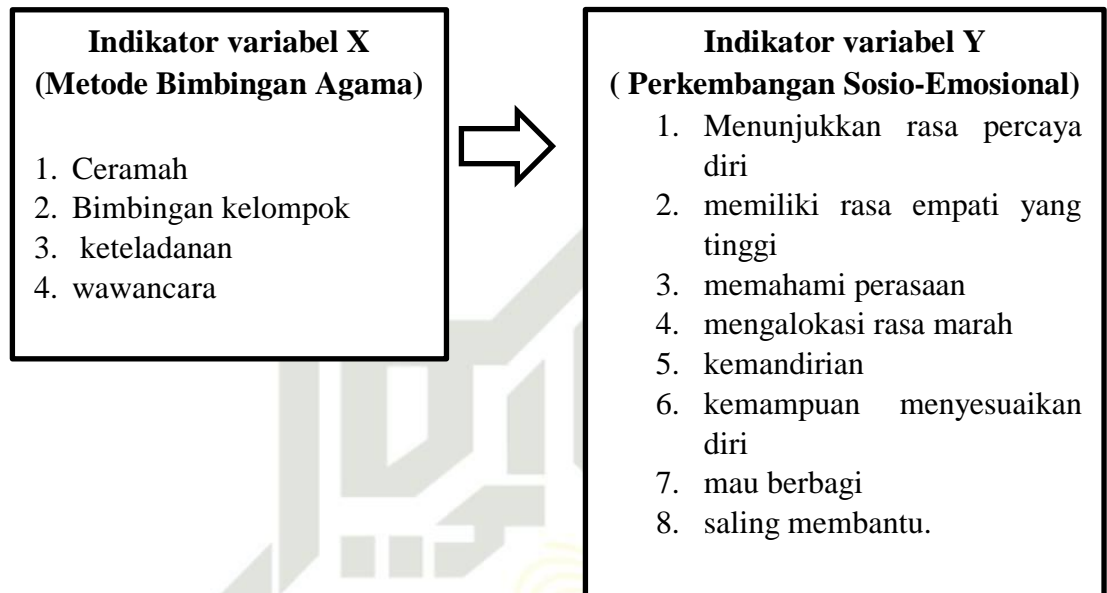 Indikator variabel X
(Metode Bimbingan Agama)
1. Ceramah
2. Bimbingan kelompok
3. keteladanan
4. wawancara
Indikator variabel Y
( Perkembangan Sosio-Emosional)
1. Menunjukkan rasa percaya
diri
2. memiliki rasa empati yang
tinggi
3. memahami perasaan
4. mengalokasi rasa marah
5. kemandirian
6. kemampuan menyesuaikan
diri
7. mau berbagi
8. saling membantu.